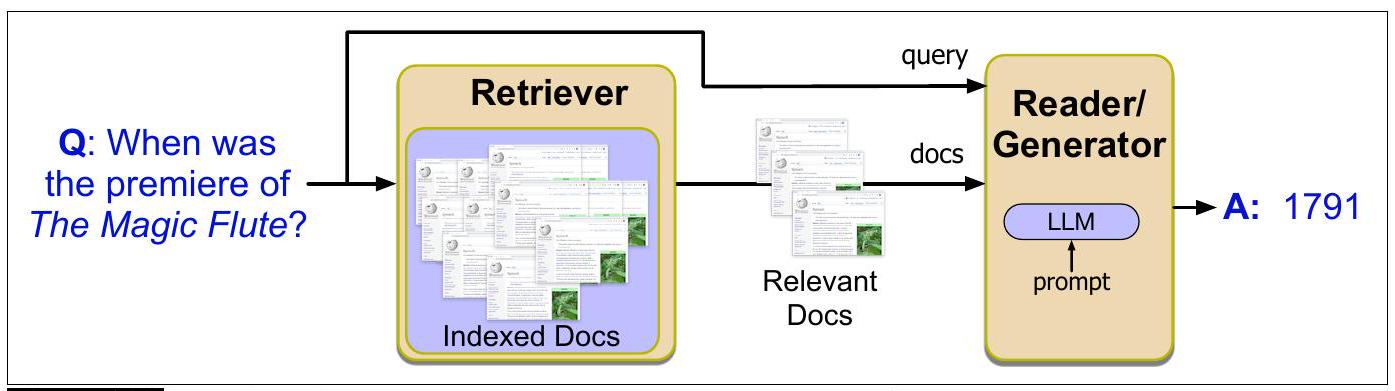 Q: When was
the premiere of
The Magic Flute?
Retriever
Indexed Docs
query
docs
Relevant
Docs
Reader/
Generator
LLM
prompt
A: 1791